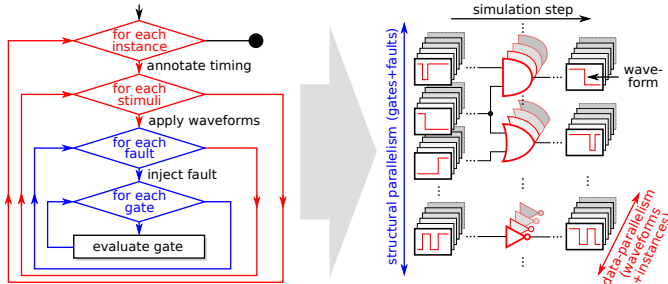 for each
instance
annotate timing
for each
stimuli
apply waveforms
for each
fault
inject fault
for each
gate
evaluate gate
simulation step
structural parallelism (gates+faults)
wave-
form
data-parallelism
(waveforms
+instances)